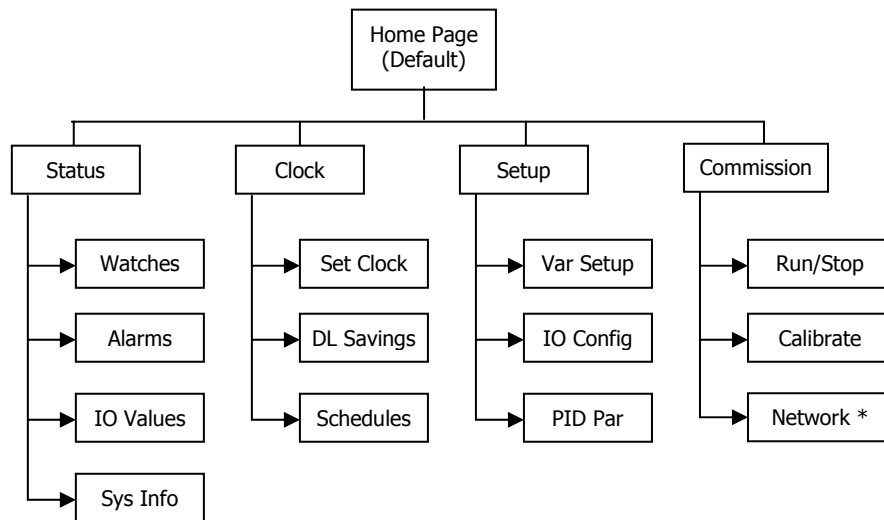 Home Page
(Default)
Status
Clock
Setup
Commission
Watches
Set Clock
Var Setup
Run/Stop
Alarms
DL Savings
IO Config
Calibrate
IO Values
Schedules
PID Par
Network *
Sys Info